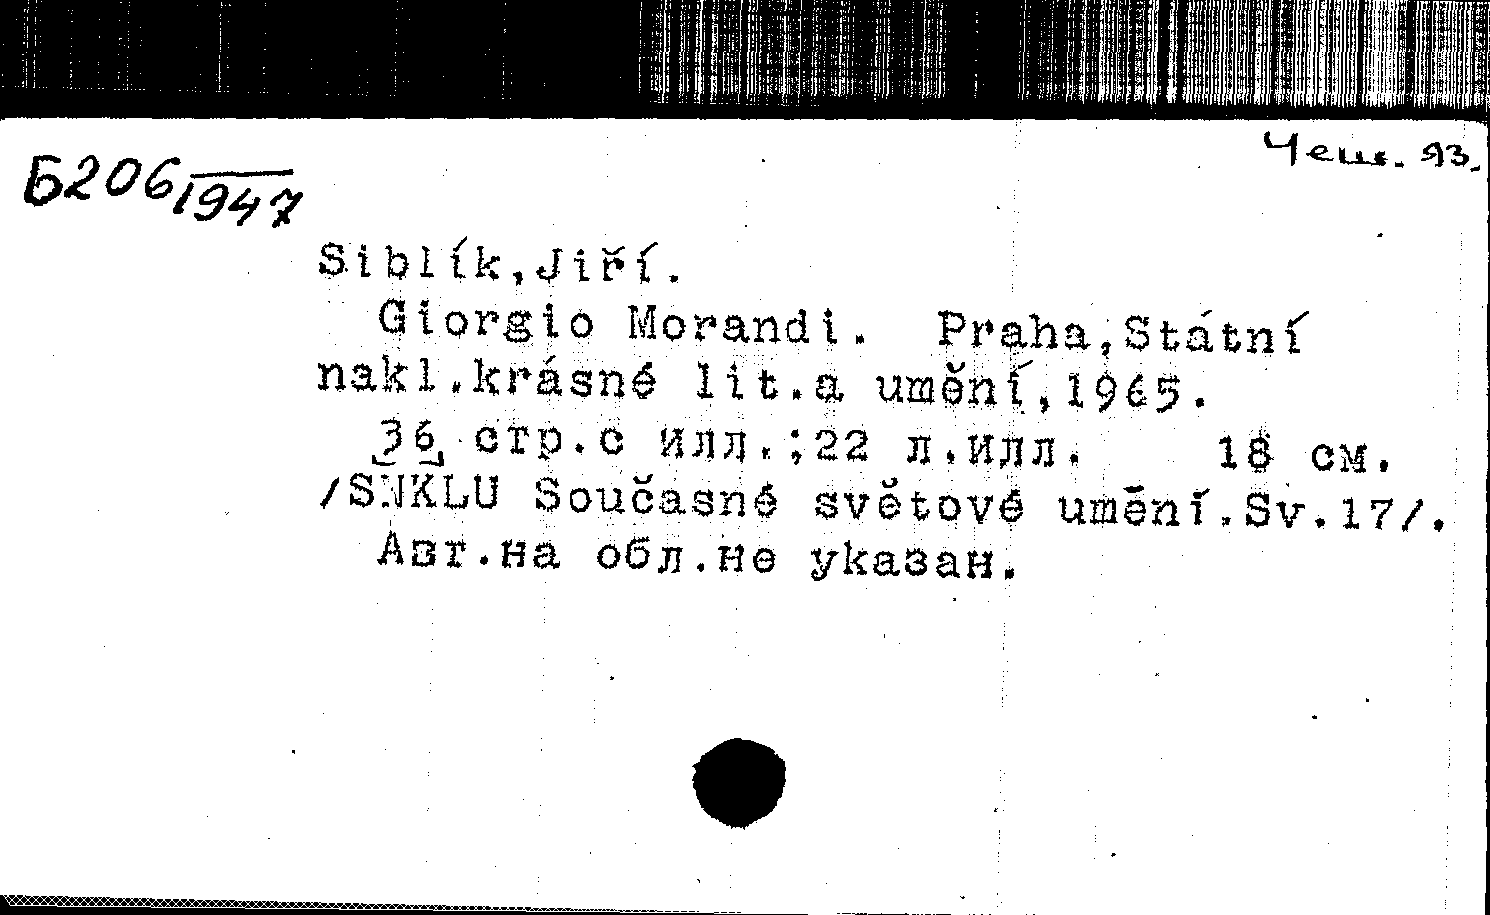 Чеш. яз.
Б206/1947
Siblík,Jiří.
Giorgio Morandi. Praha,Státní
nakl.krásné lit.a umění,1965.
36 стр.с илл.;22 л.илл. 18 см.
/SNKLU Současné světové umění.Sv.17/.
Авт.на обл.не указан.